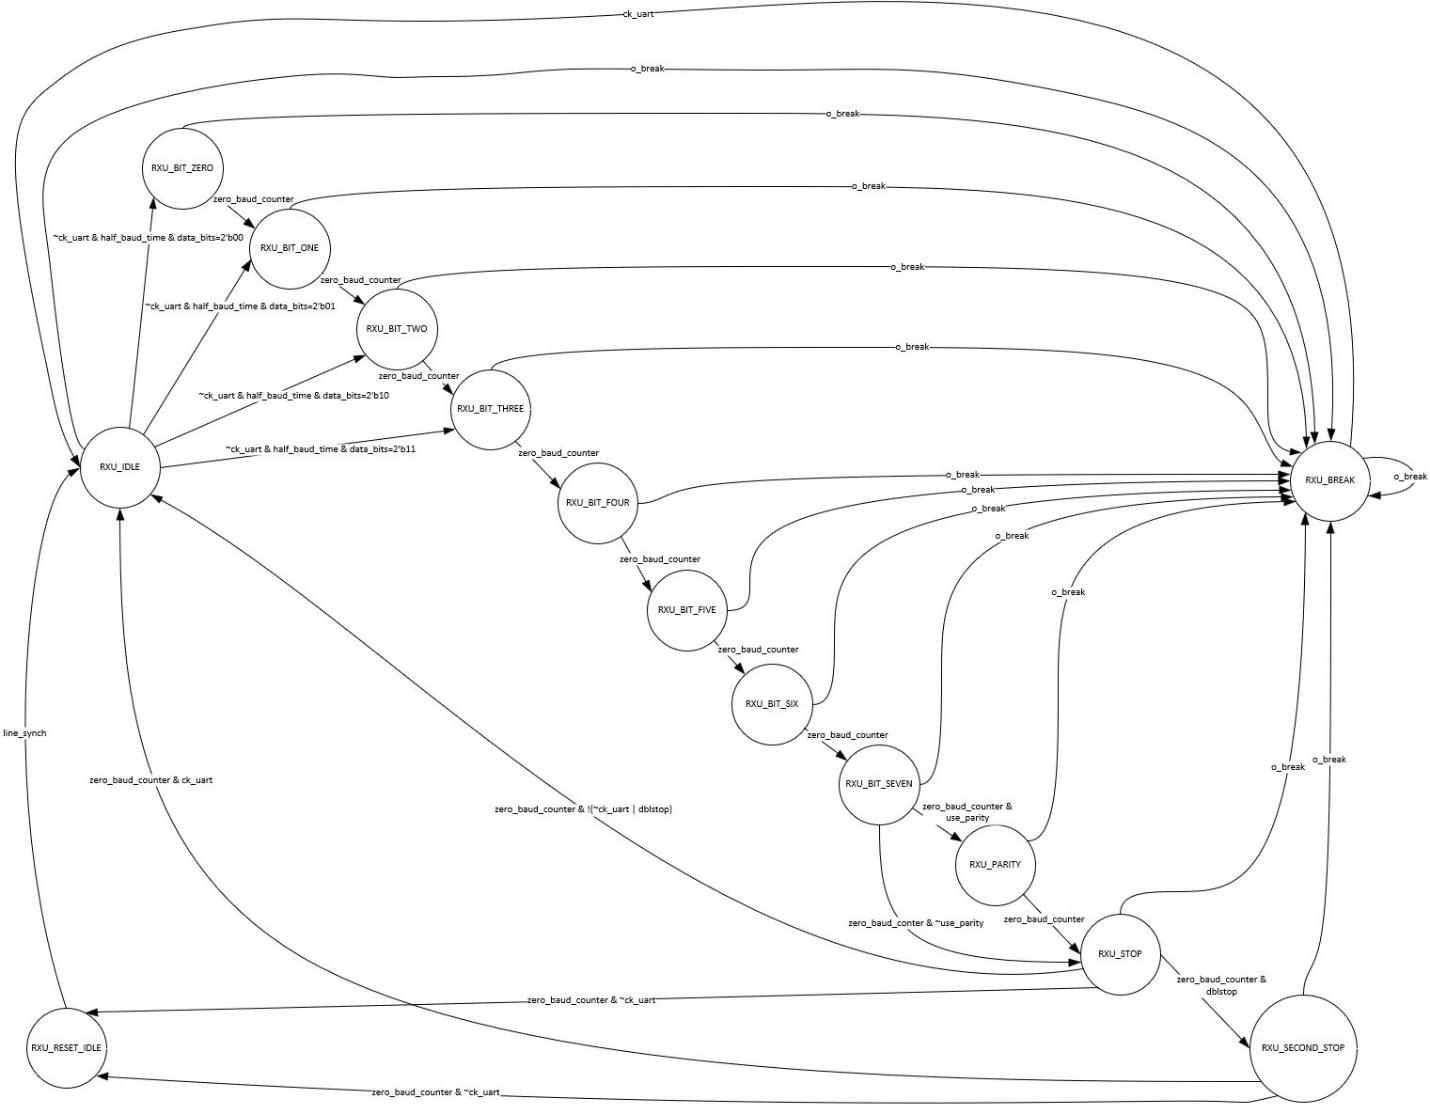 ck_uart
o_break
o_break
RXU_BIT_ZERO
o_break
zero_baud_counter
~ck_uart & half_baud_time & data_bits=2'b00
RXU_BIT_ONE
o_break
zero_baud_counter
~ck_uart & half_baud_time & data_bits=2'b01
RXU_BIT_TWO
o_break
zero_baud_counter
~ck_uart & half_baud_time & data_bits=2'b10
RXU_BIT_THREE
~ck_uart & half_baud_time & data_bits=2'b11
zero_baud_counter
RXU_IDLE
o_break
RXU_BREAK
o_break
o_break
RXU_BIT_FOUR
o_break
o_break
zero_baud_counter
o_break
RXU_BIT_FIVE
zero_baud_counter
RXU_BIT_SIX
line_synch
zero_baud_counter
o_break
o_break
zero_baud_counter & ck_uart
RXU_BIT_SEVEN
zero_baud_counter & !(~ck_uart | dblstop)
zero_baud_counter &
use_parity
RXU_PARITY
zero_baud_conter & ~use_parity
zero_baud_counter
RXU_STOP
zero_baud_counter &
dblstop
zero_baud_counter & ~ck_uart
RXU_RESET_IDLE
RXU_SECOND_STOP
zero_baud_counter & ~ck_uart